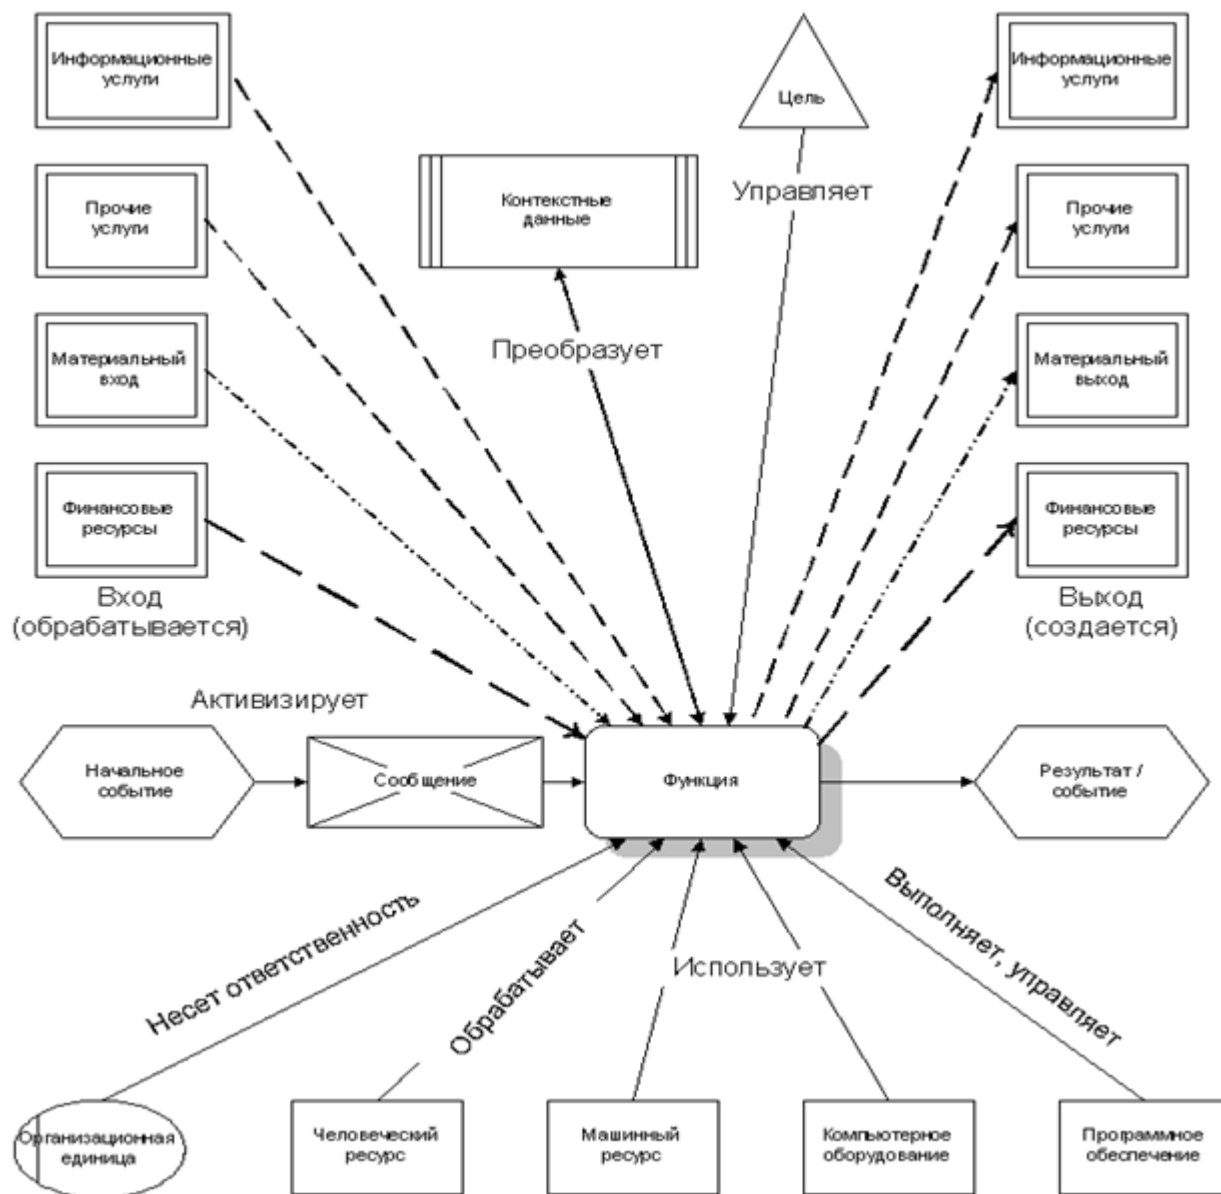 Информационные
услуги
Цель
Информационные
услуги
Прочие
услуги
Контекстные
данные
Управляет
Прочие
услуги
Материальный
вход
Преобразует
Материальный
выход
Финансовые
ресурсы
Финансовые
ресурсы
Вход
(обрабатывается)
Выход
(создается)
Активизирует
Начальное
событие
Сообщение
Функция
Результат /
событие
Несет ответственность
Обрабатывает
Использует
Выполняет, управляет
Организационная
единица
Человеческий
ресурс
Машинный
ресурс
Компьютерное
оборудование
Программное
обеспечение